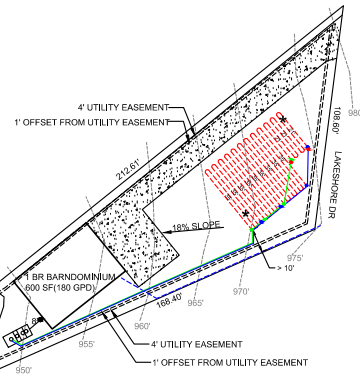 4' UTILITY EASEMENT
1' OFFSET FROM UTILITY EASEMENT
212.61'
108.60'
980
LAKESHORE DR
18% SLOPE
975'
> 10'
970'
965'
168.40'
960'
1 BR BARNDOMINIUM
600 SF(180 GPD)
955'
950'
4' UTILITY EASEMENT
1' OFFSET FROM UTILITY EASEMENT